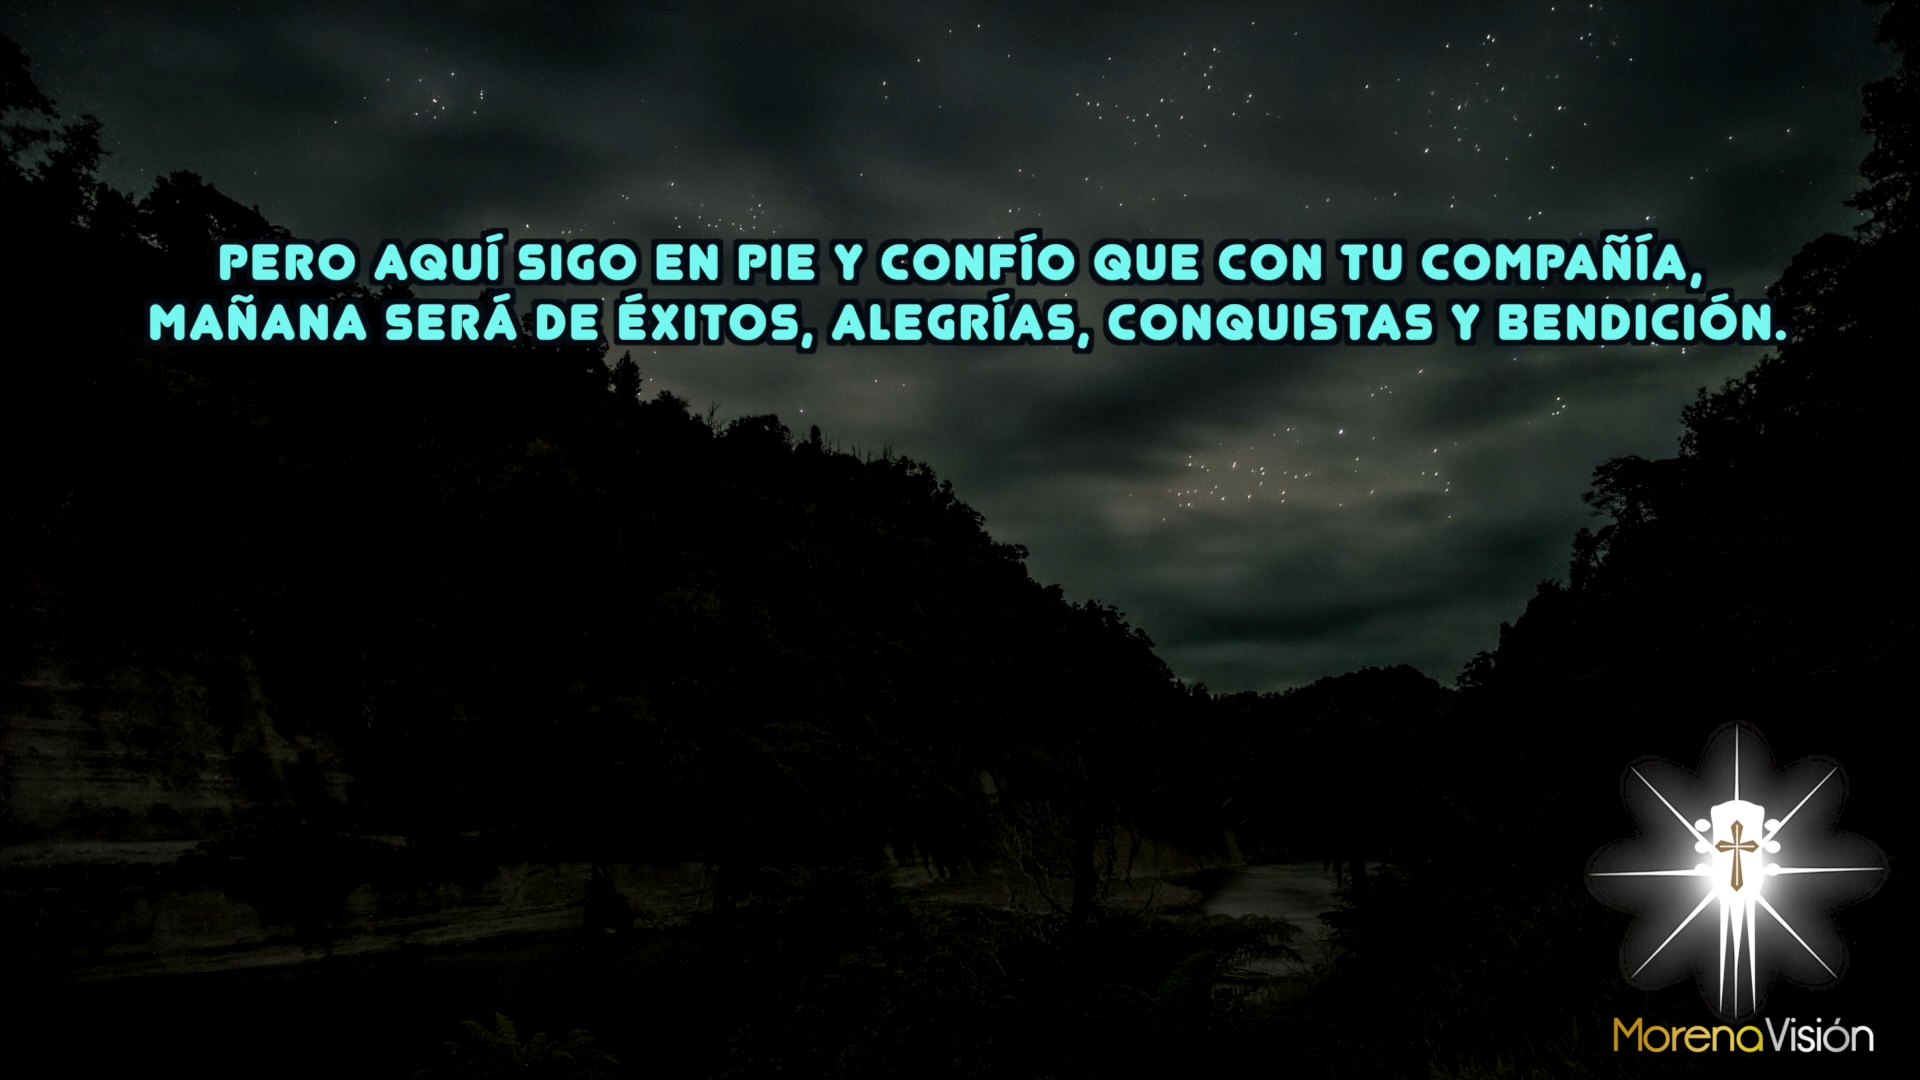 PERO AQUÍ SIGO EN PIE Y CONFÍO QUE CON TU COMPAÑÍA,
MAÑANA SERÁ DE ÉXITOS, ALEGRÍAS, CONQUISTAS Y BENDICIÓN.
MorenaVisión